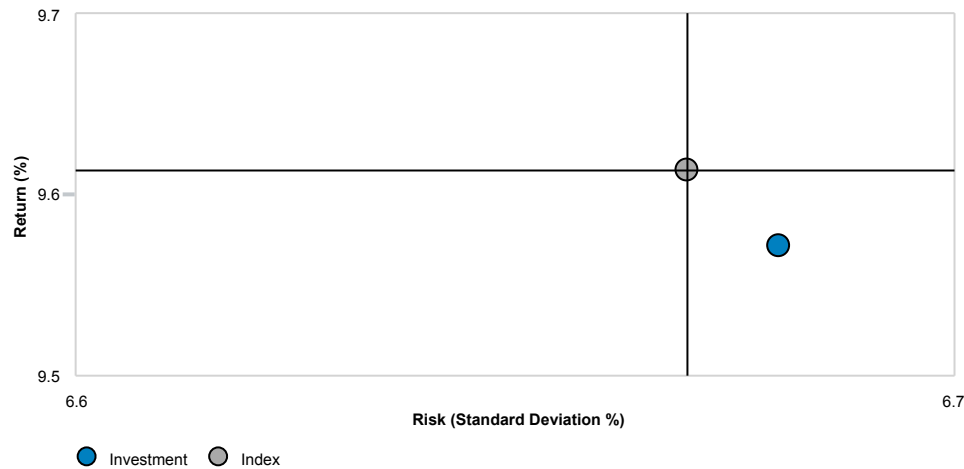 9.7
Return (%)
9.6
9.5
6.6
6.7
Risk (Standard Deviation %)
Investment Index